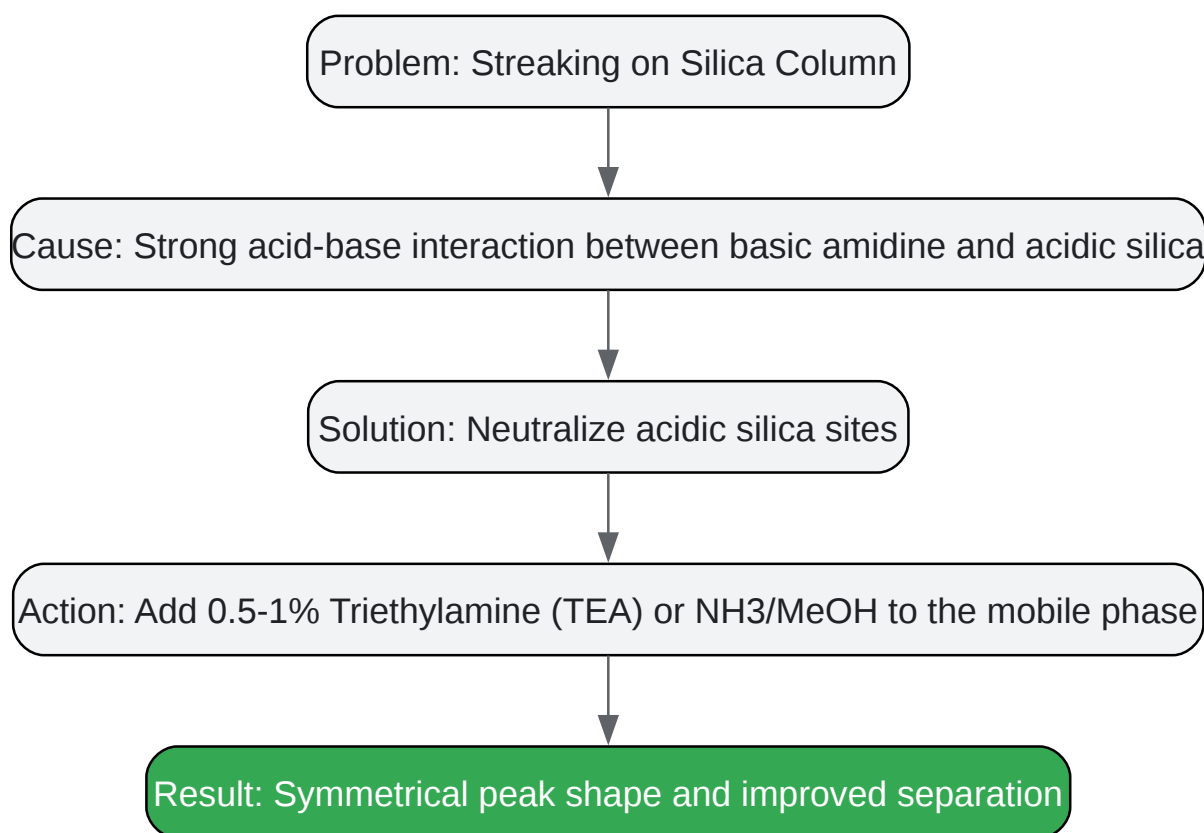 Problem: Streaking on Silica Column
Cause: Strong acid-base interaction between basic amidine and acidic silica
Solution: Neutralize acidic silica sites
Action: Add 0.5-1% Triethylamine (TEA) or NH3/MeOH to the mobile phase
Result: Symmetrical peak shape and improved separation